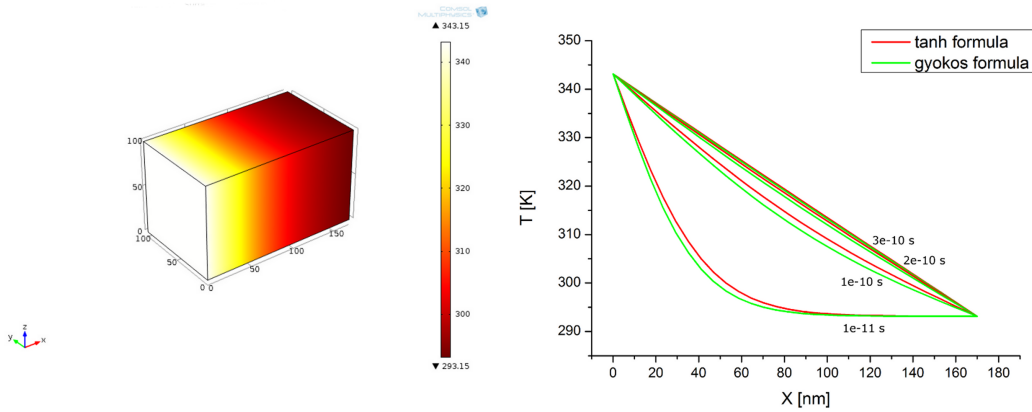 COMSOL
MULTIPHYSICS
▲ 343.15
340
330
320
310
300
▼ 293.15
100
50
0
100
50
0
0
50
100
150
z
y
x
tanh formula
gyokos formula
350
340
330
320
310
300
290
T [K]
3e-10 s
2e-10 s
1e-10 s
1e-11 s
0
20
40
60
80
100
120
140
160
180
X [nm]